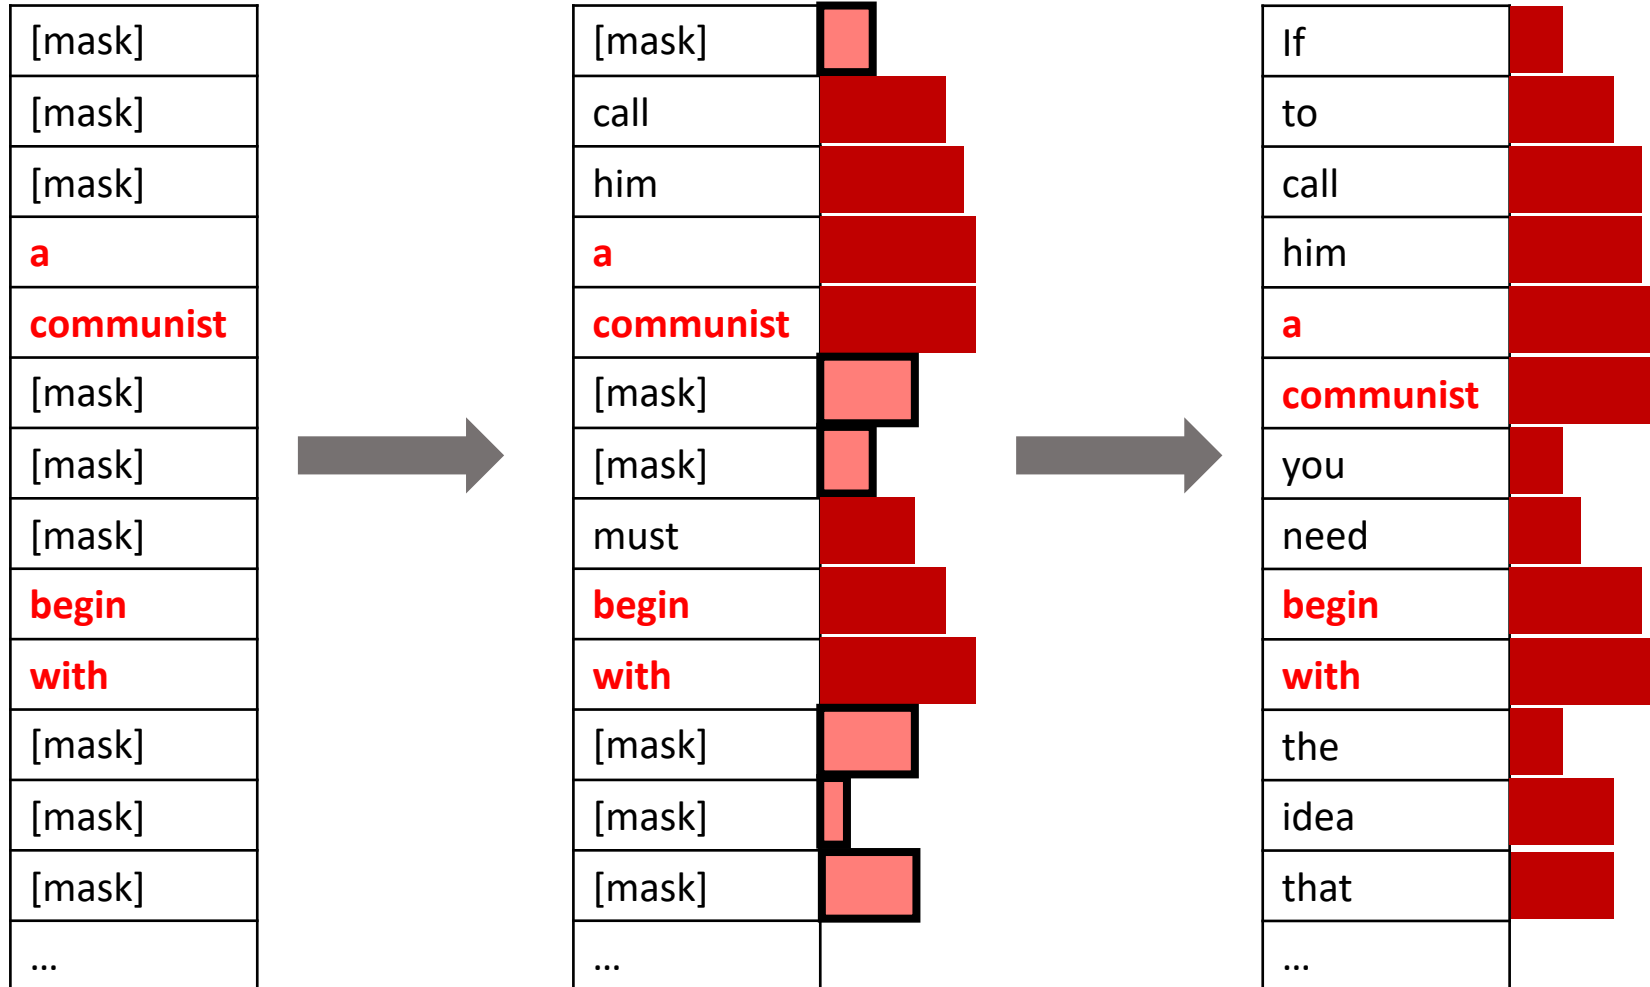 [mask]
[mask]
[mask]
a
communist
[mask]
[mask]
[mask]
begin
with
[mask]
[mask]
[mask]
...
[mask]
call
him
a
communist
[mask]
[mask]
must
begin
with
[mask]
[mask]
[mask]
...
If
to
call
him
a
communist
you
need
begin
with
the
idea
that
...